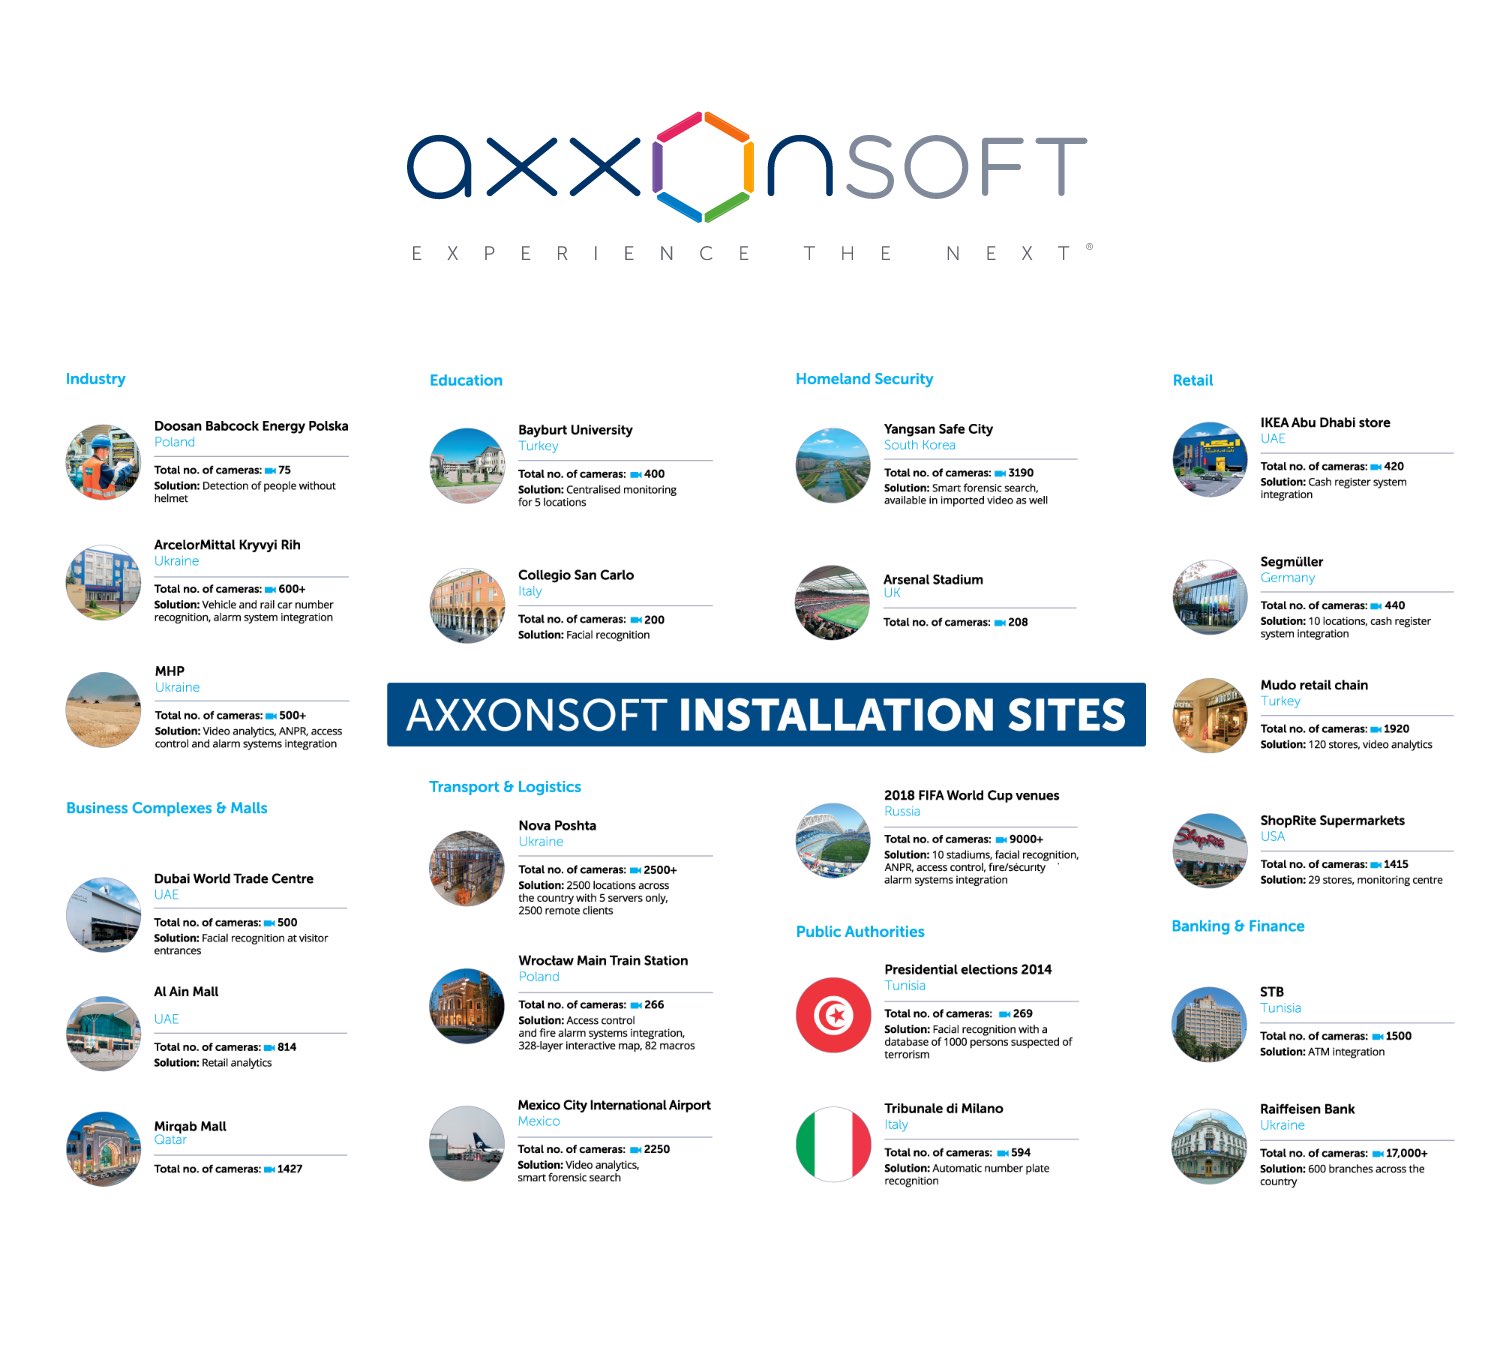 axxonsoft
EXPERIENCE THE NEXT®
Industry
Doosan Babcock Energy Polska
Poland
Total no. of cameras: 75
Solution: Detection of people without
helmet
ArcelorMittal Kryvyi Rih
Ukraine
Total no. of cameras: 600+
Solution: Vehicle and rail car number
recognition, alarm system integration
MHP
Ukraine
Total no. of cameras: 500+
Solution: Video analytics, ANPR, access
control and alarm systems integration
Business Complexes & Malls
Dubai World Trade Centre
UAE
Total no. of cameras: 500
Solution: Facial recognition at visitor
entrances
Al Ain Mall
UAE
Total no. of cameras: 814
Solution: Retail analytics
Mirqab Mall
Qatar
Total no. of cameras: 1427
Education
Bayburt University
Turkey
Total no. of cameras: 400
Solution: Centralised monitoring
for 5 locations
Collegio San Carlo
Italy
Total no. of cameras: 200
Solution: Facial recognition
Homeland Security
Yangsan Safe City
South Korea
Total no. of cameras: 3190
Solution: Smart forensic search,
available in imported video as well
Arsenal Stadium
UK
Total no. of cameras: 208
AXXONSOFT INSTALLATION SITES
Transport & Logistics
Nova Poshta
Ukraine
Total no. of cameras: 2500+
Solution: 2500 locations across
the country with 5 servers only,
2500 remote clients
Wrocław Main Train Station
Poland
Total no. of cameras: 266
Solution: Access control
and fire alarm systems integration,
328-layer interactive map, 82 macros
Mexico City International Airport
Mexico
Total no. of cameras: 2250
Solution: Video analytics,
smart forensic search
2018 FIFA World Cup venues
Russia
Total no. of cameras: 9000+
Solution: 10 stadiums, facial recognition,
ANPR, access control, fire/security
alarm systems integration
Public Authorities
Presidential elections 2014
Tunisia
Total no. of cameras: 269
Solution: Facial recognition with a
database of 1000 persons suspected of
terrorism
Tribunale di Milano
Italy
Total no. of cameras: 594
Solution: Automatic number plate
recognition
Retail
IKEA Abu Dhabi store
UAE
Total no. of cameras: 420
Solution: Cash register system
integration
Segmüller
Germany
Total no. of cameras: 440
Solution: 10 locations, cash register
system integration
Mudo retail chain
Turkey
Total no. of cameras: 1920
Solution: 120 stores, video analytics
ShopRite
ShopRite Supermarkets
USA
Total no. of cameras: 1415
Solution: 29 stores, monitoring centre
Banking & Finance
STB
Tunisia
Total no. of cameras: 1500
Solution: ATM integration
Raiffeisen Bank
Ukraine
Total no. of cameras: 17,000+
Solution: 600 branches across the
country